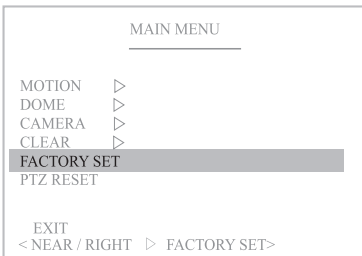 MAIN MENU
MOTION ▷
DOME ▷
CAMERA ▷
CLEAR ▷
FACTORY SET
PTZ RESET
EXIT
< NEAR / RIGHT ▷ FACTORY SET>